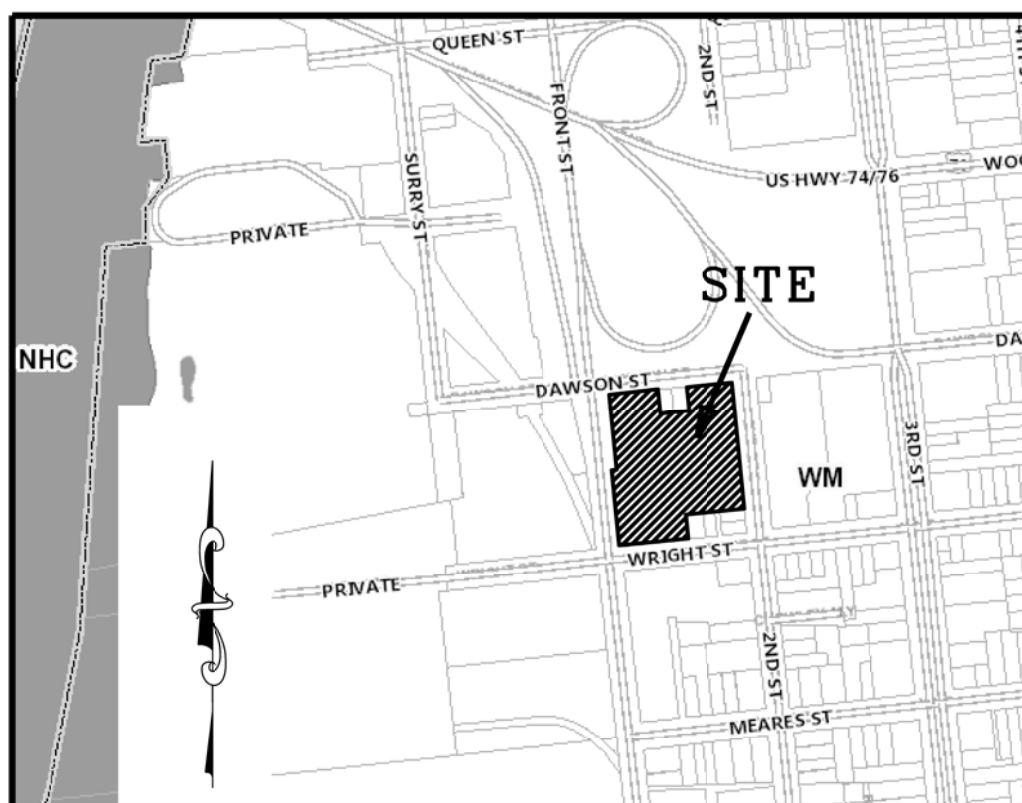 QUEEN ST
2ND ST
FRONT ST
SURRY ST
US HWY 74/76
WOO
PRIVATE
SITE
NHC
DA
DAWSON ST
3RD ST
WM
WRIGHT ST
PRIVATE
2ND ST
MEARES ST